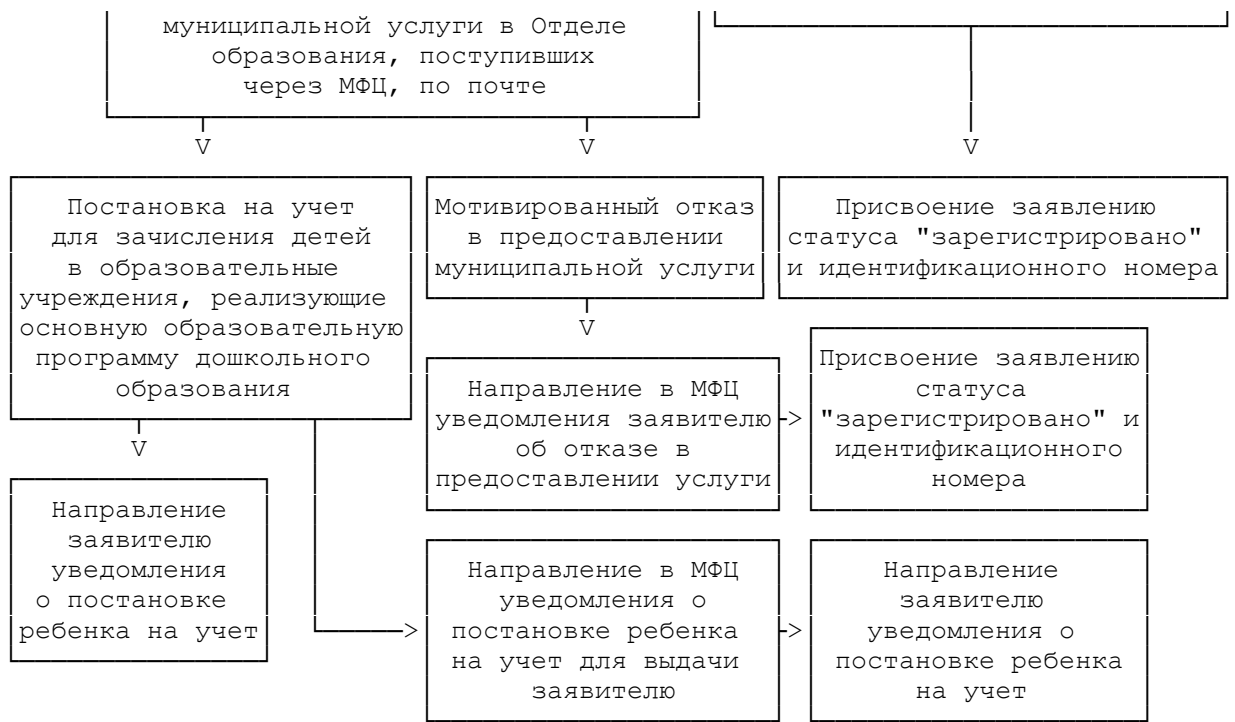 муниципальной услуги в Отделе
образования, поступивших
через МФЦ, по почте
V
V
V
Постановка на учет
для зачисления детей
в образовательные
учреждения, реализующие
основную образовательную
программу дошкольного
образования
Мотивированный отказ
в предоставлении
муниципальной услуги
Присвоение заявлению
статуса "зарегистрировано"
и идентификационного номера
V
Направление в МФЦ
уведомления заявителю
об отказе в
предоставлении услуги
->
Присвоение заявлению
статуса
"зарегистрировано" и
идентификационного
номера
V
Направление
заявителю
уведомления
о постановке
ребенка на учет
>
Направление в МФЦ
уведомления о
постановке ребенка
на учет для выдачи
заявителю
->
Направление
заявителю
уведомления о
постановке ребенка
на учет